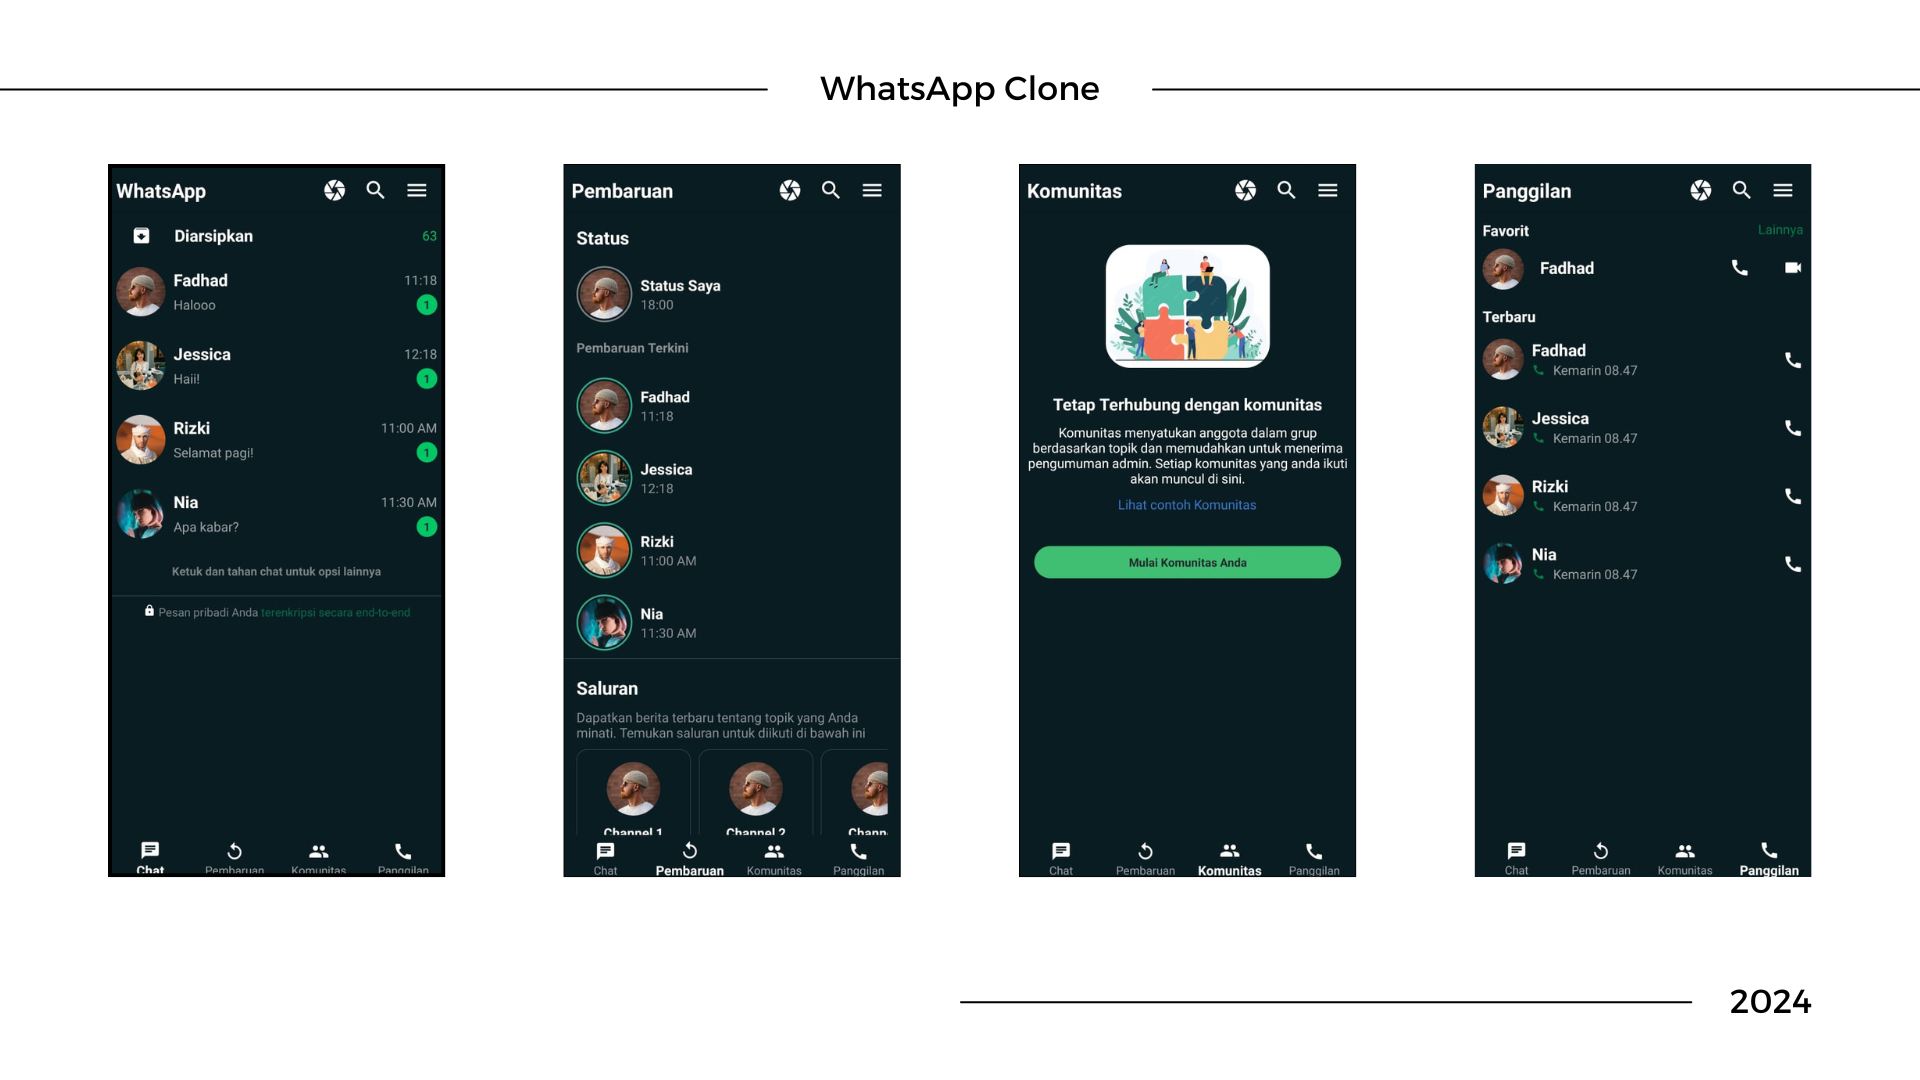 WhatsApp Clone
WhatsApp
Diarsipkan 63
Fadhad 11:18
Halooo 1
Jessica 12:18
Haii! 1
Rizki 11:00 AM
Selamat pagi! 1
Nia 11:30 AM
Apa kabar? 1
Ketuk dan tahan chat untuk opsi lainnya
Pesan pribadi Anda terenkripsi secara end-to-end
Chat Pembaruan Komunitas Panggilan
Pembaruan
Status
Status Saya
18:00
Pembaruan Terkini
Fadhad
11:18
Jessica
12:18
Rizki
11:00 AM
Nia
11:30 AM
Saluran
Dapatkan berita terbaru tentang topik yang Anda
minati. Temukan saluran untuk diikuti di bawah ini
Channel 1 Channel 2 Chann
Chat Pembaruan Komunitas Panggilan
Komunitas
Tetap Terhubung dengan komunitas
Komunitas menyatukan anggota dalam grup
berdasarkan topik dan memudahkan untuk menerima
pengumuman admin. Setiap komunitas yang anda ikuti
akan muncul di sini.
Lihat contoh Komunitas
Mulai Komunitas Anda
Chat Pembaruan Komunitas Panggilan
Panggilan
Favorit Lainnya
Fadhad
Terbaru
Fadhad
Kemarin 08.47
Jessica
Kemarin 08.47
Rizki
Kemarin 08.47
Nia
Kemarin 08.47
Chat Pembaruan Komunitas Panggilan
2024